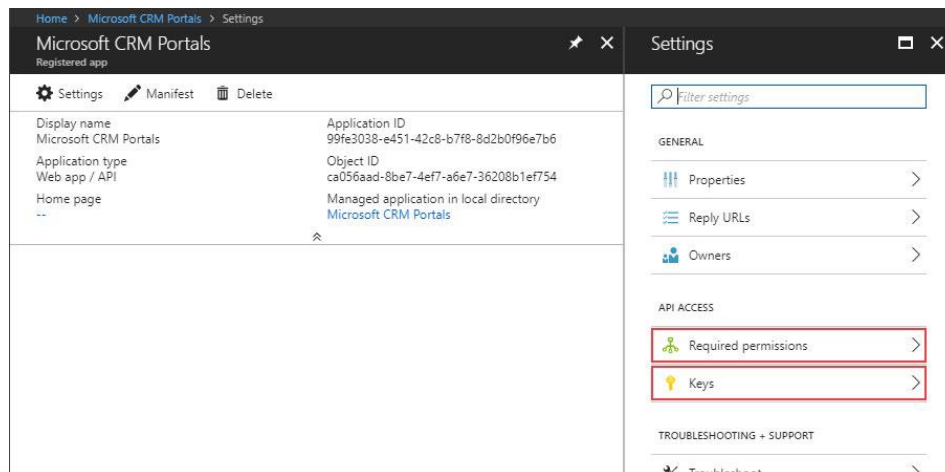 Home > Microsoft CRM Portals > Settings
Microsoft CRM Portals
Registered app
Settings Manifest Delete
Display name
Microsoft CRM Portals
Application ID
99fe3038-e451-42c8-b7f8-8d2b0f96e7b6
Application type
Web app / API
Object ID
ca056aad-8be7-4ef7-a6e7-36208b1ef754
Home page
--
Managed application in local directory
Microsoft CRM Portals
Settings
Filter settings
GENERAL
Properties
Reply URLs
Owners
API ACCESS
Required permissions
Keys
TROUBLESHOOTING + SUPPORT
Troubleshoot